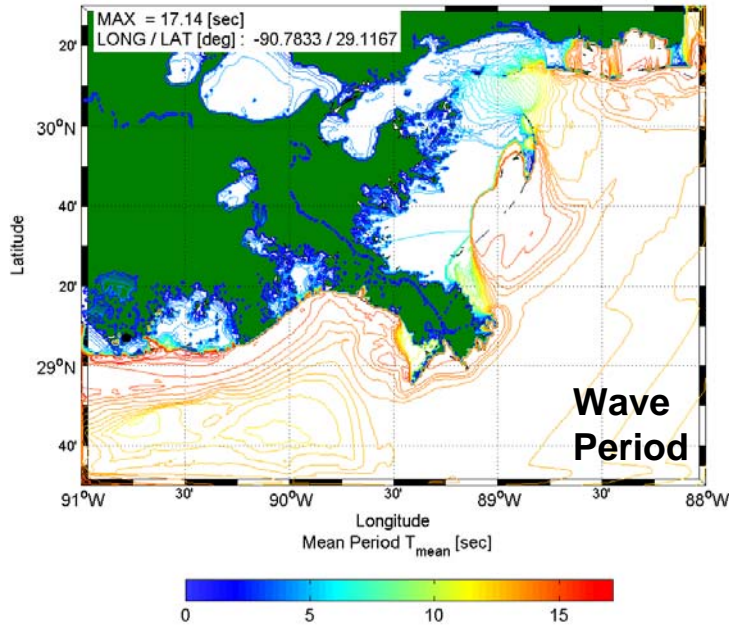 MAX = 17.14 [sec]
LONG / LAT [deg] : -90.7833 / 29.1167
20'
30°N
40'
20'
29°N
40'
Latitude
Wave
Period
91°W 30' 90°W 30' 89°W 30' 88°W
Longitude
Mean Period Tmean [sec]
0 5 10 15